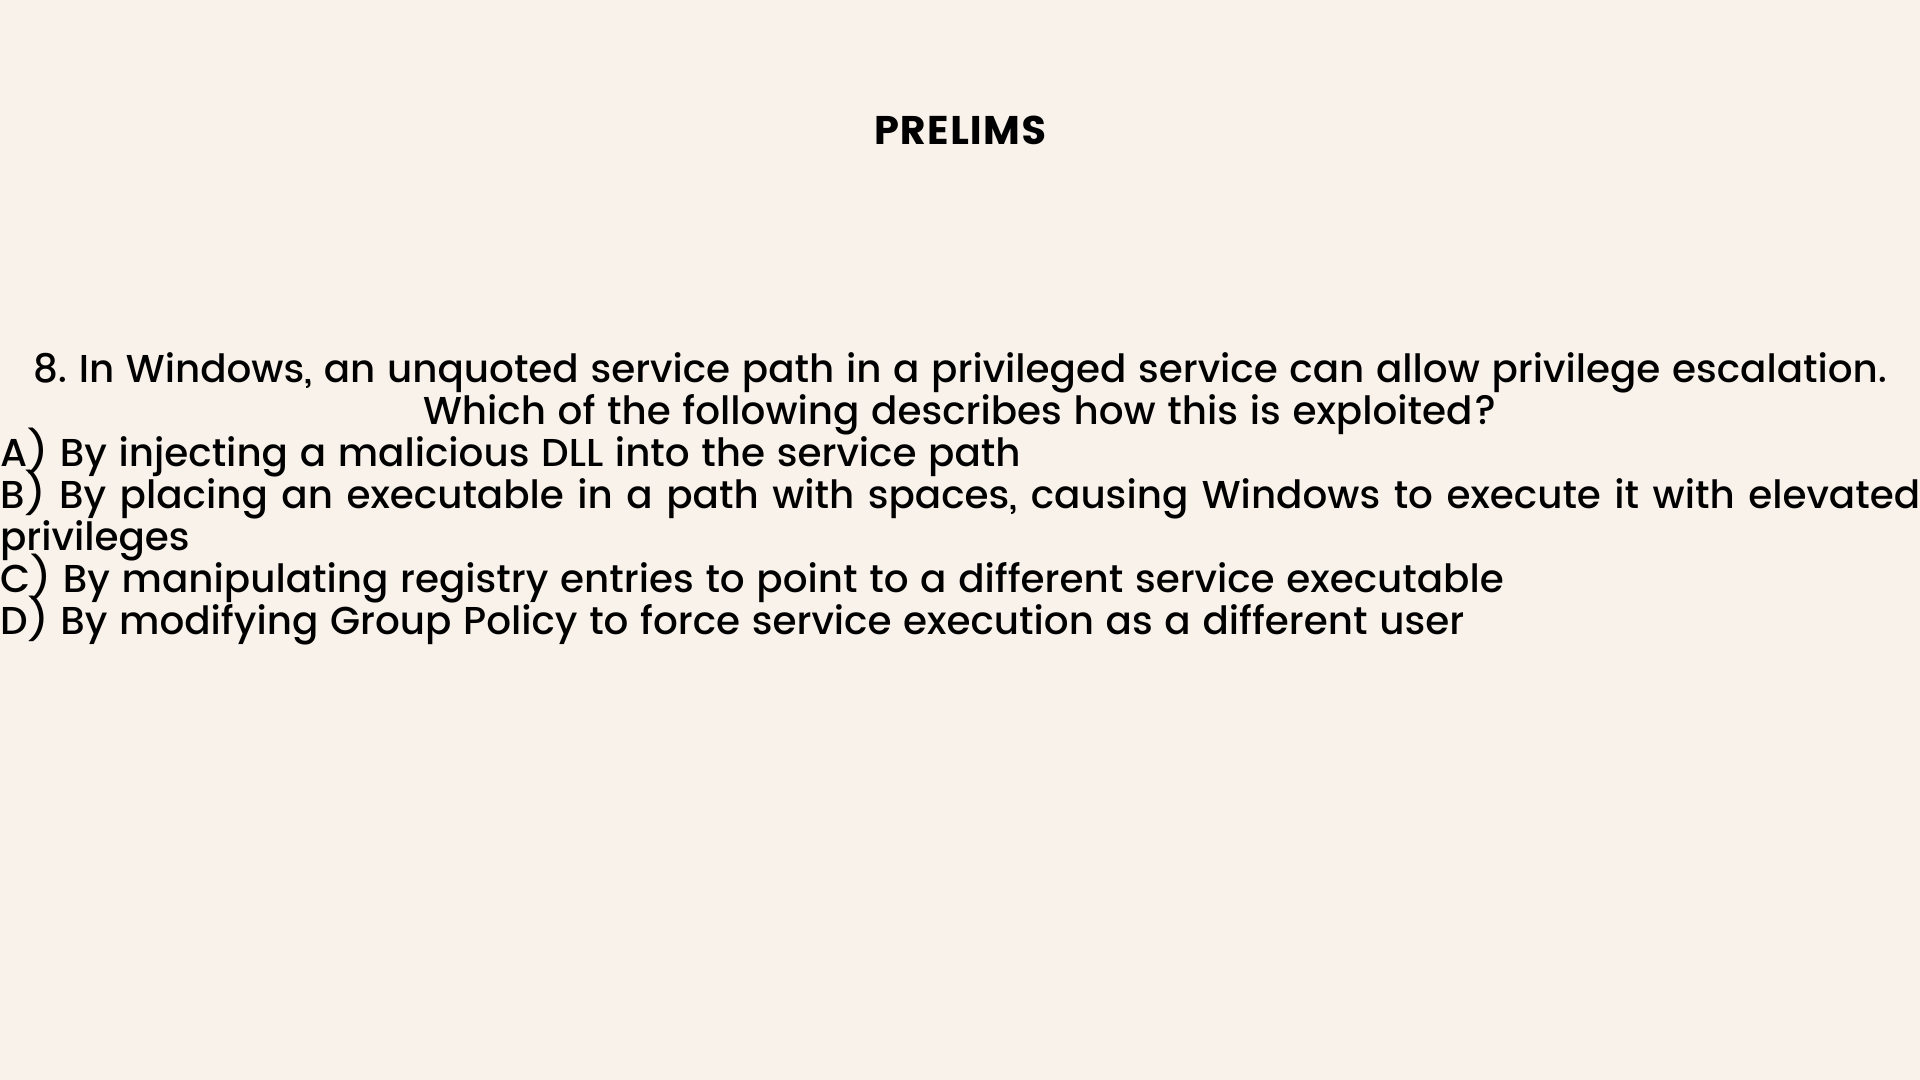 PRELIMS
8. In Windows, an unquoted service path in a privileged service can allow privilege escalation.
Which of the following describes how this is exploited?
A) By injecting a malicious DLL into the service path
B) By placing an executable in a path with spaces, causing Windows to execute it with elevated
privileges
C) By manipulating registry entries to point to a different service executable
D) By modifying Group Policy to force service execution as a different user